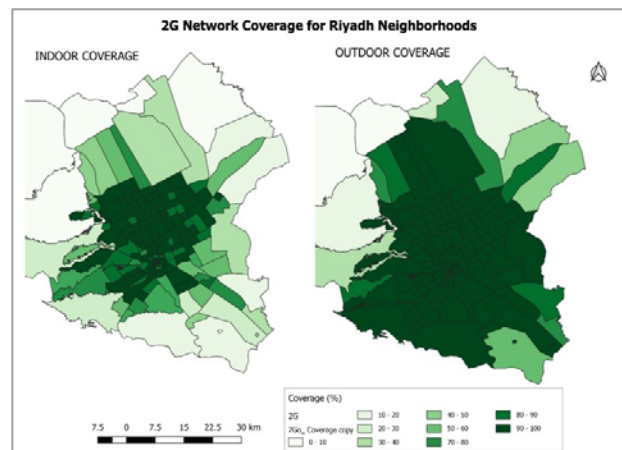 2G Network Coverage for Riyadh Neighborhoods
INDOOR COVERAGE
OUTDOOR COVERAGE
Coverage (%)
2G
2Go_ Coverage copy
0 - 10
10 - 20
20 - 30
30 - 40
40 - 50
50 - 60
70 - 80
80 - 90
90 - 100
7.5 0 7.5 15 22.5 30 km